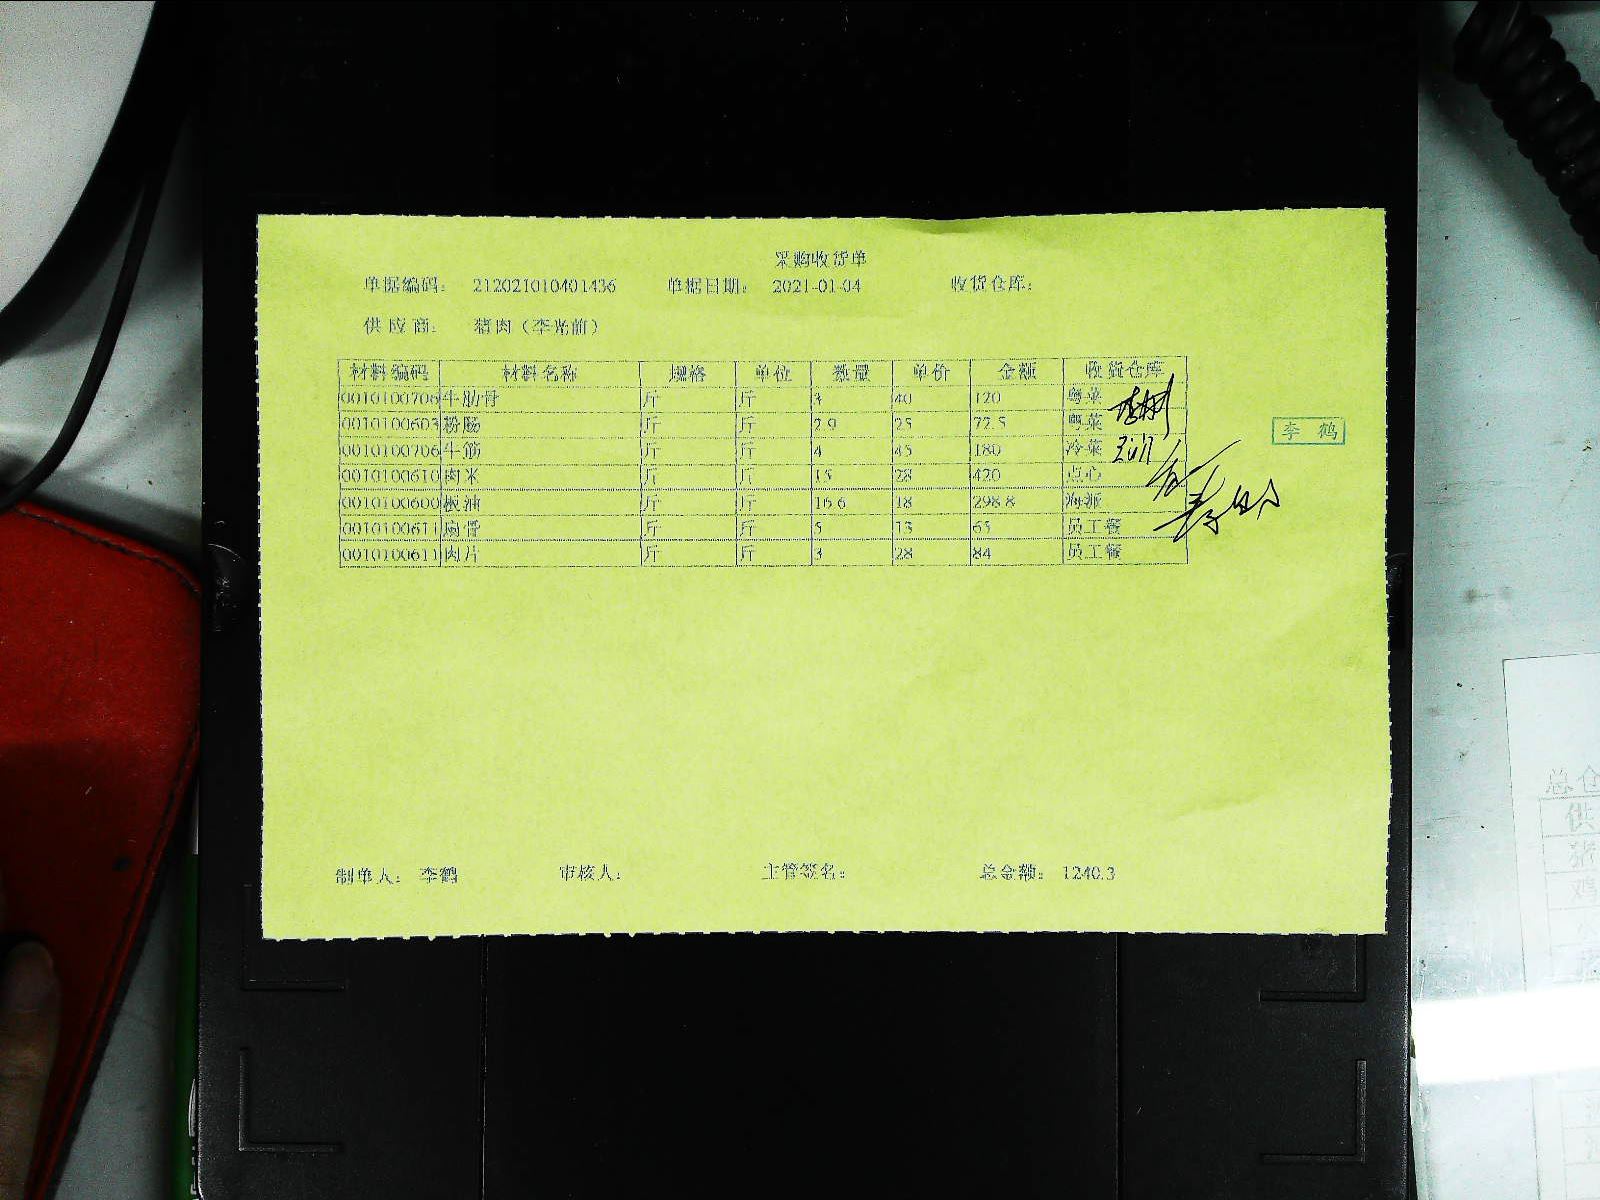 采购收货单
单据编码: 212021010401436 单据日期: 2021-01-04 收货仓库:
供应商: 猪肉（李光前）
材料编码 材料名称 规格 单位 数量 单价 金额 收货仓库
0010100706 牛肋骨 斤 斤 3 40 120 粤菜
0010100603 粉肠 斤 斤 2.9 25 72.5 粤菜
0010100706 牛筋 斤 斤 4 45 180 冷菜
0010100610 肉米 斤 斤 15 28 420 点心
0010100600 板油 斤 斤 16.6 18 298.8 海派
0010100611 扇骨 斤 斤 5 13 65 员工餐
0010100611 肉片 斤 斤 3 28 84 员工餐
李鹤
制单人: 李鹤 审核人: 主管签名: 总金额: 1240.3
总仓
供
猪
鸡